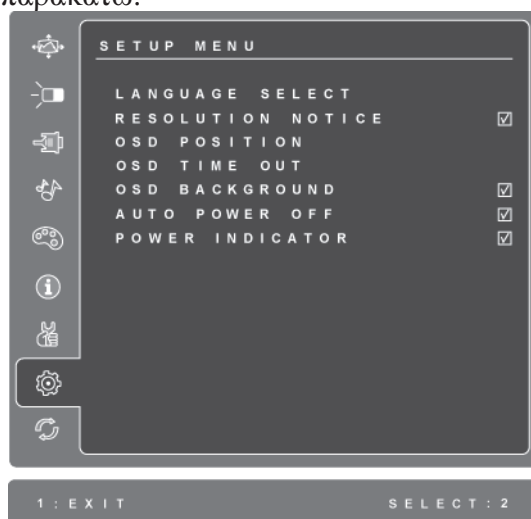 παρακάτω.
SETUP MENU
LANGUAGE SELECT
RESOLUTION NOTICE
OSD POSITION
OSD TIME OUT
OSD BACKGROUND
AUTO POWER OFF
POWER INDICATOR
1 : EXIT SELECT : 2